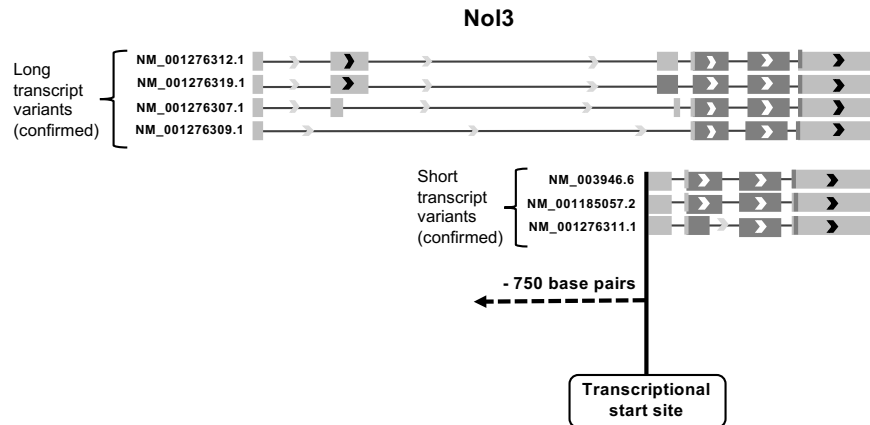 Nol3
Long
transcript
variants
(confirmed)
NM_001276312.1
NM_001276319.1
NM_001276307.1
NM_001276309.1
Short
transcript
variants
(confirmed)
NM_003946.6
NM_001185057.2
NM_001276311.1
- 750 base pairs
Transcriptional
start site